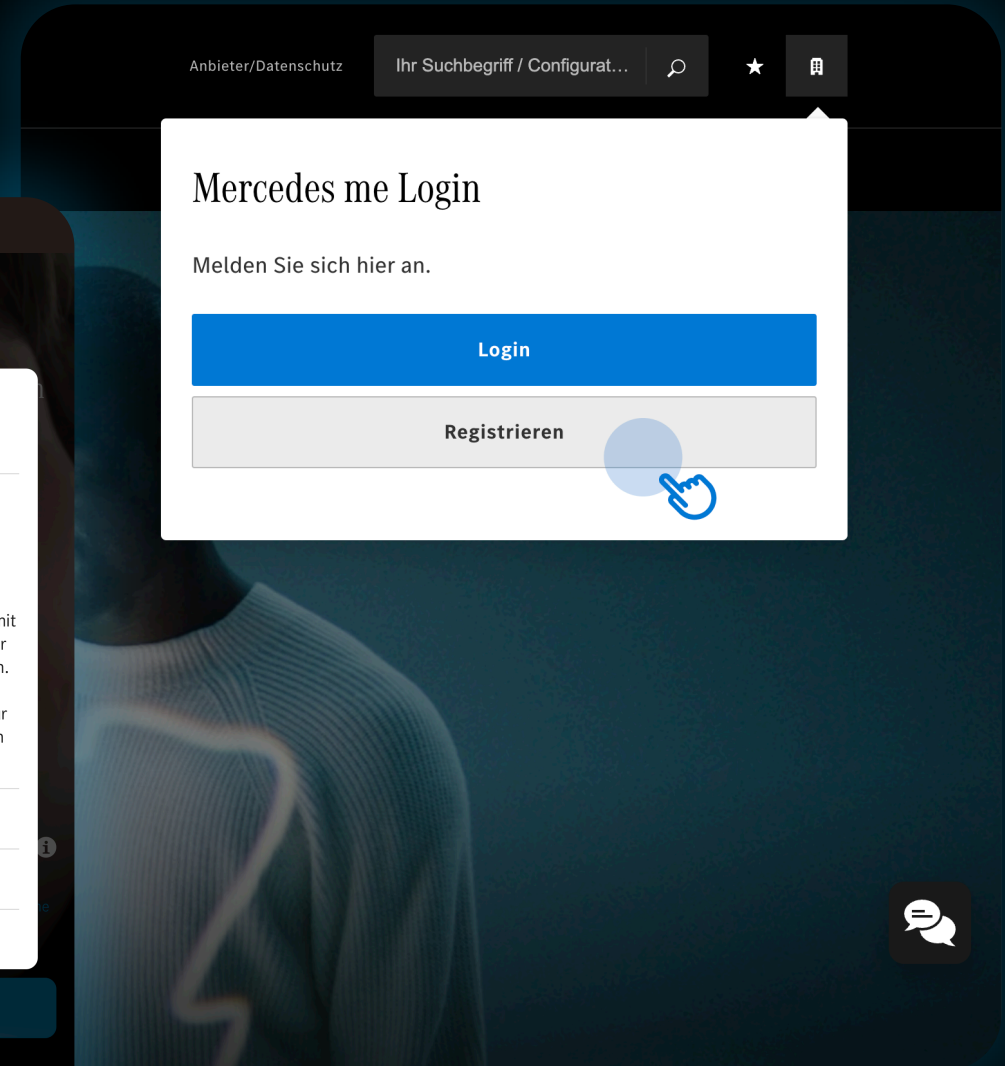 Anbieter/Datenschutz
Ihr Suchbegriff / Configurat...
Mercedes me Login
Melden Sie sich hier an.
Login
Registrieren